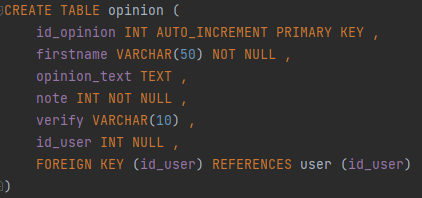 CREATE TABLE opinion (
    id_opinion INT AUTO_INCREMENT PRIMARY KEY ,
    firstname VARCHAR(50) NOT NULL ,
    opinion_text TEXT ,
    note INT NOT NULL ,
    verify VARCHAR(10) ,
    id_user INT NULL ,
    FOREIGN KEY (id_user) REFERENCES user (id_user)
)